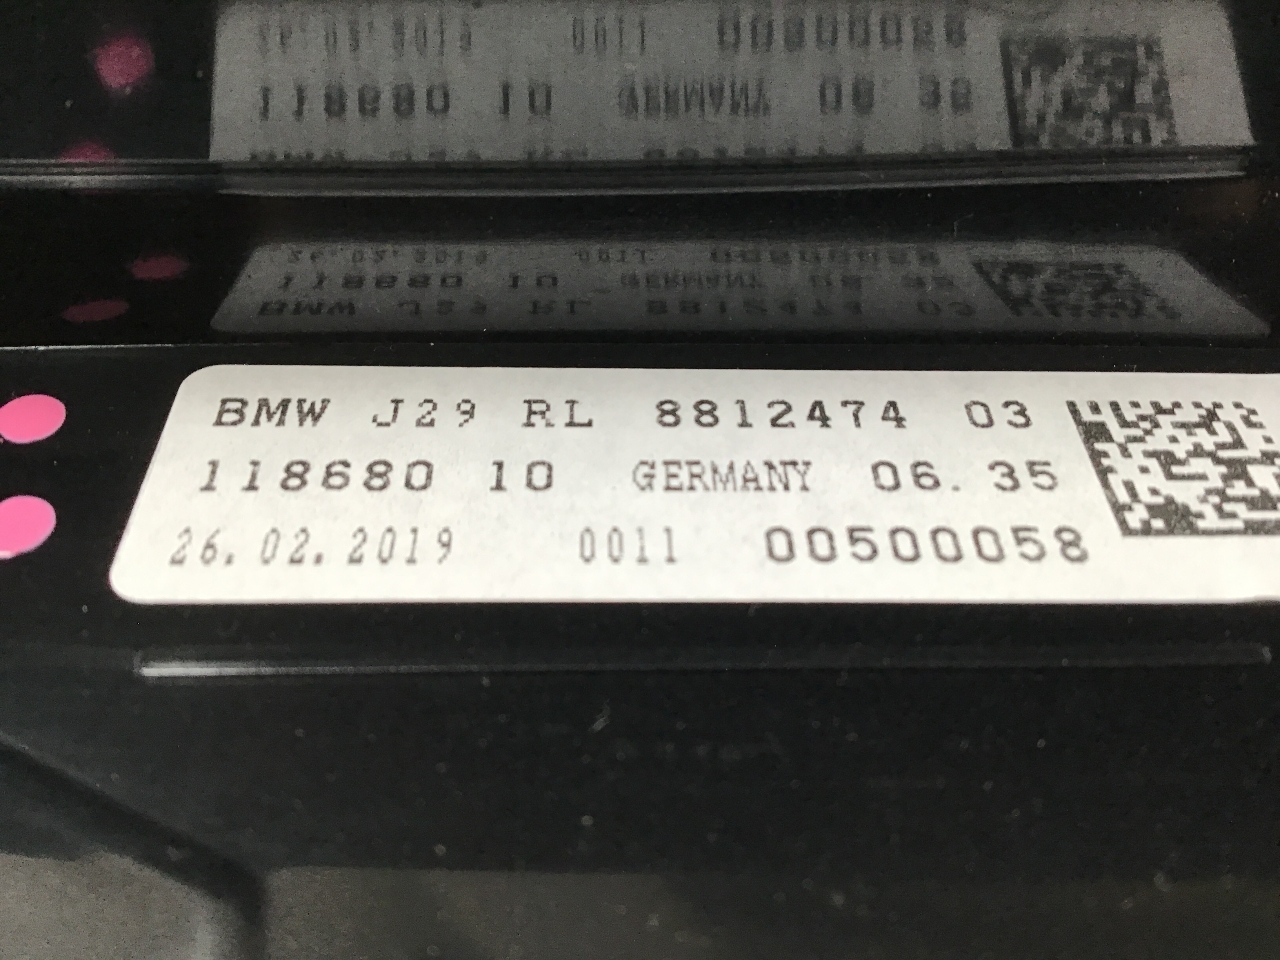 BMW J29 RL 8812474 03
118680 10 GERMANY 06.35
26.02.2019 0011 00500058